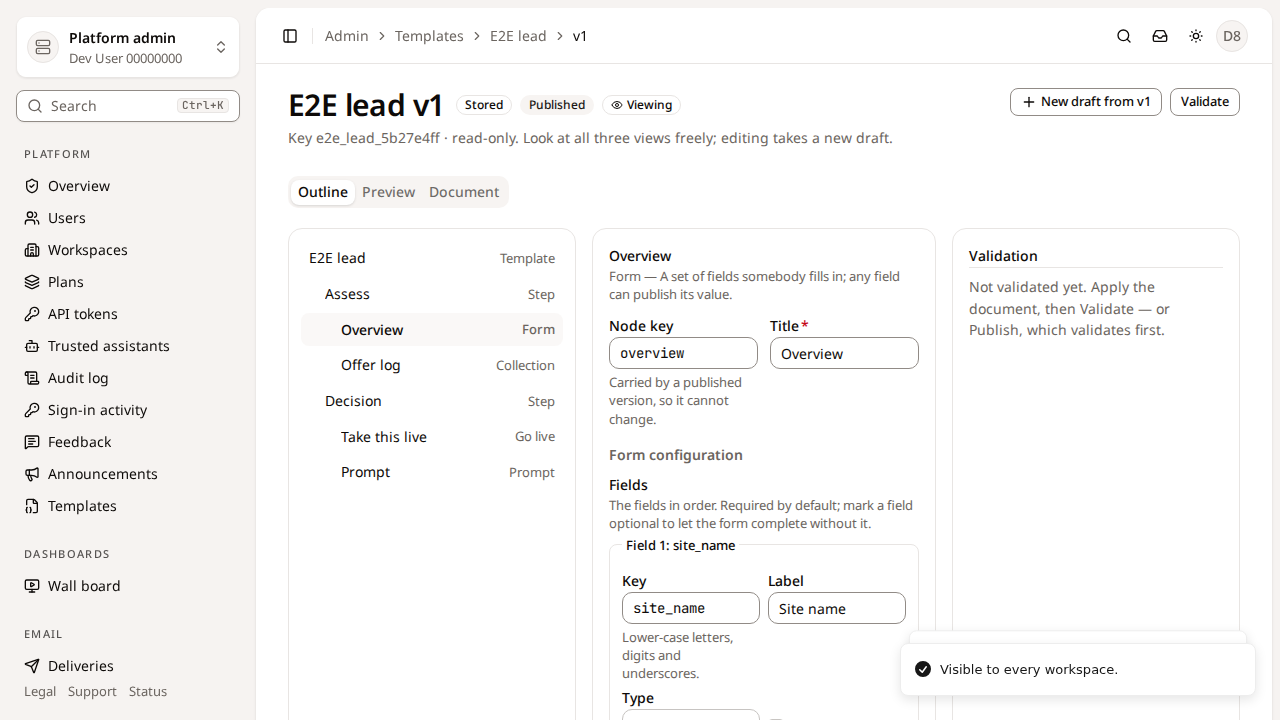 Platform admin
Dev User 00000000
Search
Ctrl+K
PLATFORM
Overview
Users
Workspaces
Plans
API tokens
Trusted assistants
Audit log
Sign-in activity
Feedback
Announcements
Templates
DASHBOARDS
Wall board
EMAIL
Deliveries
Legal Support Status
Admin > Templates > E2E lead > v1
D8
E2E lead v1
Stored
Published
Viewing
New draft from v1
Validate
Key e2e_lead_5b27e4ff · read-only. Look at all three views freely; editing takes a new draft.
Outline Preview Document
E2E lead Template
Assess Step
Overview Form
Offer log Collection
Decision Step
Take this live Go live
Prompt Prompt
Overview
Form — A set of fields somebody fills in; any field
can publish its value.
Node key
Title*
overview
Overview
Carried by a published
version, so it cannot
change.
Form configuration
Fields
The fields in order. Required by default; mark a field
optional to let the form complete without it.
Field 1: site_name
Key
Label
site_name
Site name
Lower-case letters,
digits and
underscores.
Type
Validation
Not validated yet. Apply the
document, then Validate — or
Publish, which validates first.
Visible to every workspace.